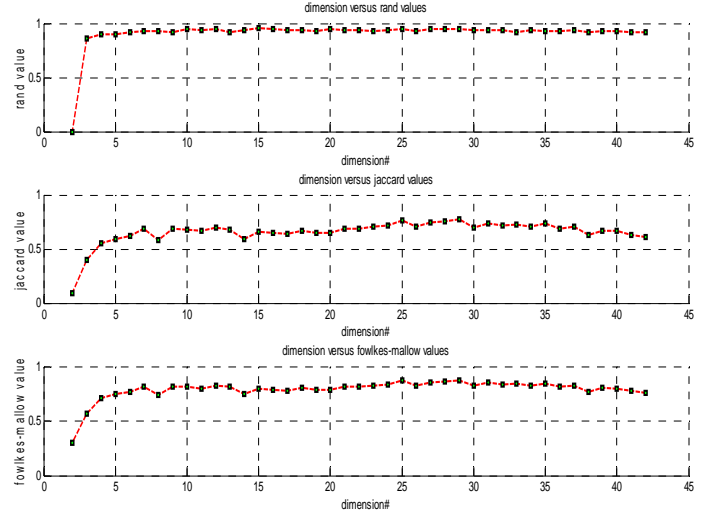 dimension versus rand values
rand value
1
0.5
0
0 5 10 15 20 25 30 35 40 45
dimension#
dimension versus jaccard values
jaccard value
1
0.5
0
0 5 10 15 20 25 30 35 40 45
dimension#
dimension versus fowlkes-mallow values
fowlkes-mallow value
1
0.5
0
0 5 10 15 20 25 30 35 40 45
dimension#